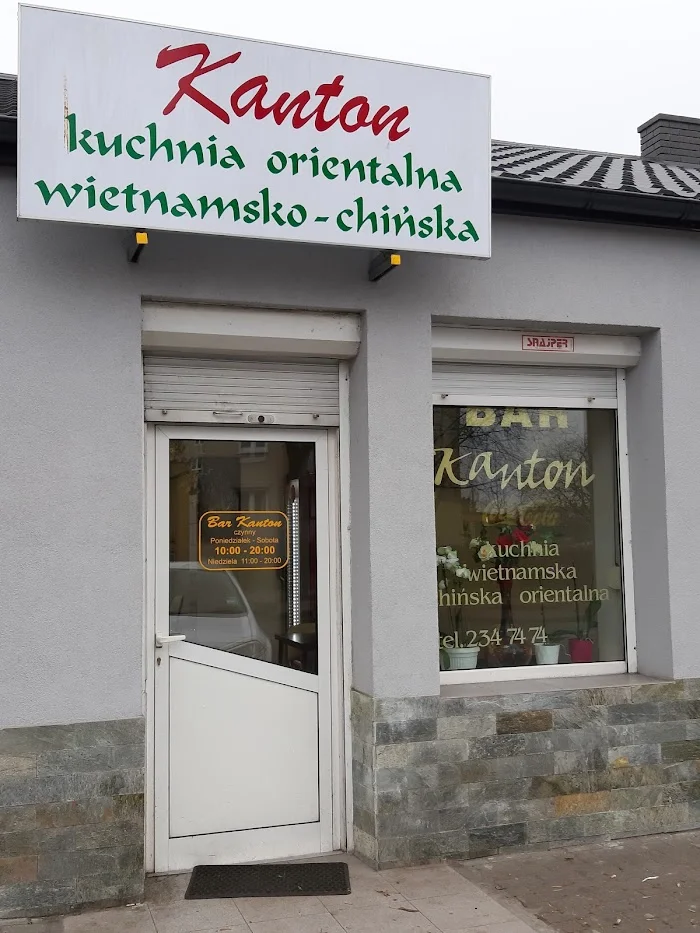 Kanton
kuchnia orientalna
wietnamsko-chińska
SRAJPER
BAR
Kanton
kuchnia
wietnamska
chińska orientalna
tel. 234 74 74
Bar Kanton
czynny
Poniedziałek - Sobota
10:00 - 20:00
Niedziela 11:00 - 20:00